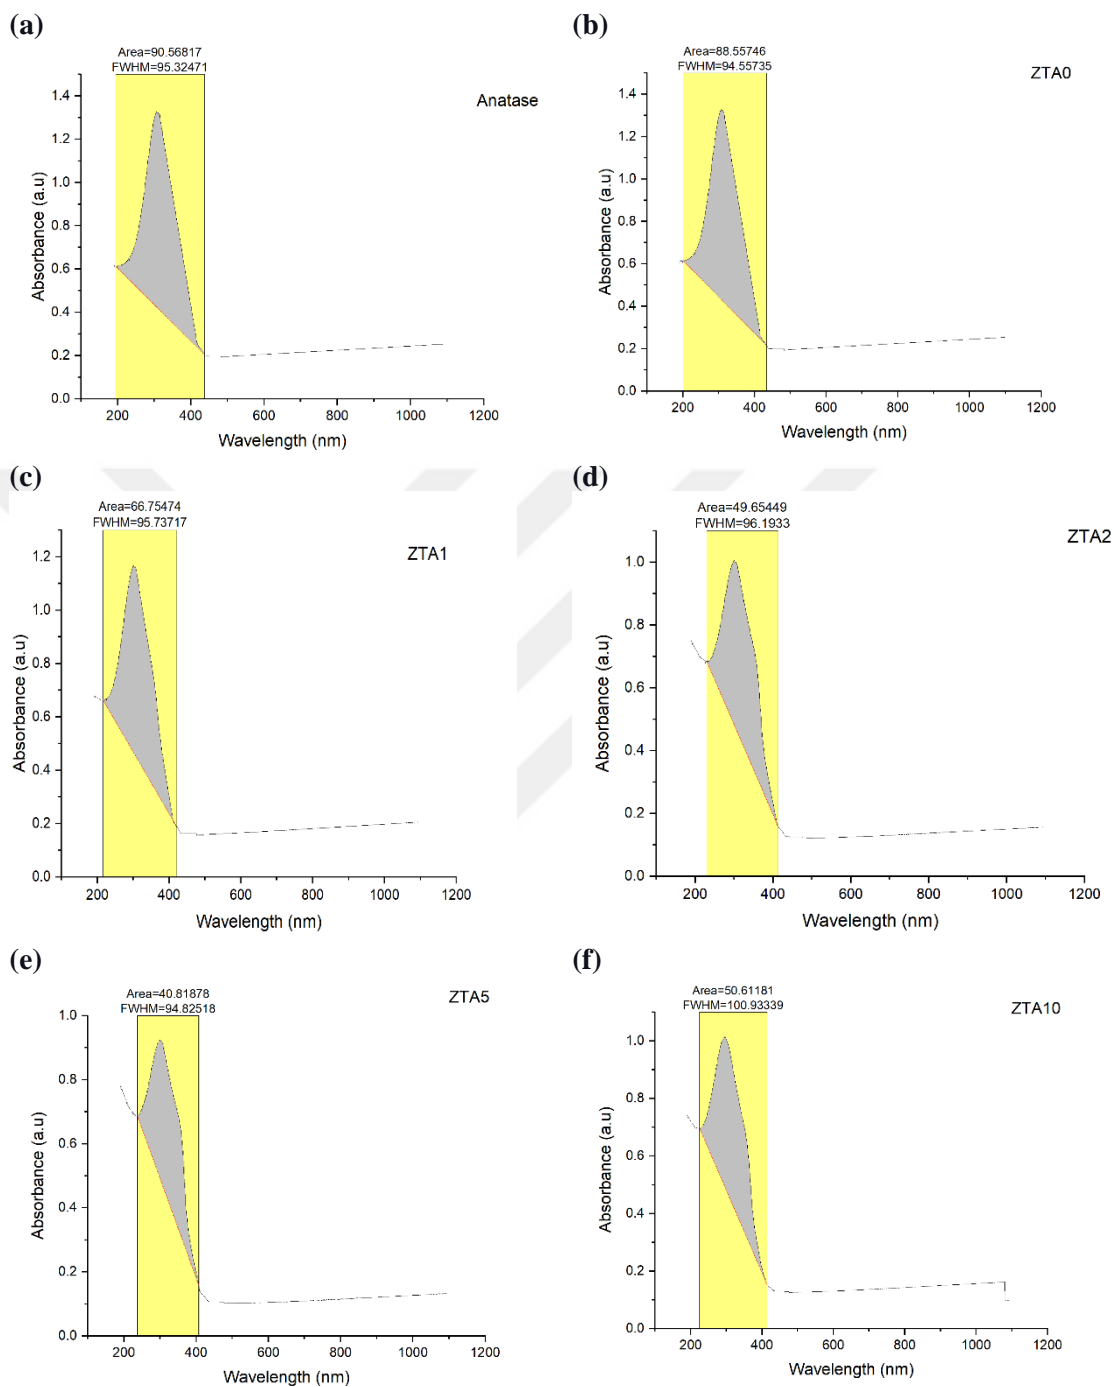 (a)
Area=90.56817
FWHM=95.32471
Anatase
1.4
1.2
1.0
0.8
0.6
0.4
0.2
0.0
Absorbance (a.u)
200 400 600 800 1000 1200
Wavelength (nm)
(b)
88.55746
FWHM=94.55735
ZTA0
1.4
1.2
1.0
0.8
0.6
0.4
0.2
0.0
Absorbance (a.u)
200 400 600 800 1000 1200
Wavelength (nm)
(c)
Area=66.75474
FWHM=95.73717
ZTA1
1.2
1.0
0.8
0.6
0.4
0.2
0.0
Absorbance (a.u)
200 400 600 800 1000 1200
Wavelength (nm)
(d)
Area=49.65449
FWHM=96.1933
ZTA2
1.0
0.8
0.6
0.4
0.2
0.0
Absorbance (a.u)
200 400 600 800 1000 1200
Wavelength (nm)
(e)
Area=40.81878
FWHM=94.82518
ZTA5
1.0
0.8
0.6
0.4
0.2
0.0
Absorbance (a.u)
200 400 600 800 1000 1200
Wavelength (nm)
(f)
Area=50.61181
FWHM=100.93339
ZTA10
1.0
0.8
0.6
0.4
0.2
0.0
Absorbance (a.u)
200 400 600 800 1000 1200
Wavelength (nm)